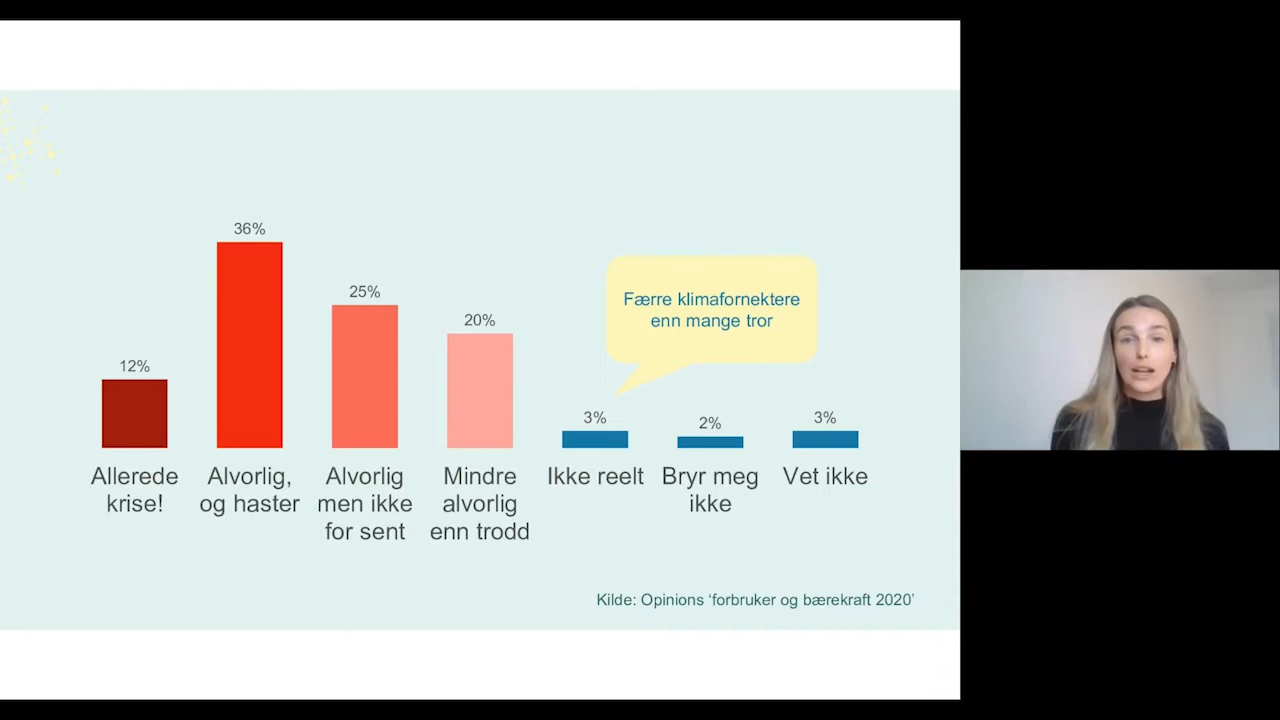 36%
25%
20%
12%
Færre klimafornektere
enn mange tror
3%
2%
3%
Allerede
krise!
Alvorlig,
og haster
Alvorlig
men ikke
for sent
Mindre
alvorlig
enn trodd
Ikke reelt
Bryr meg
ikke
Vet ikke
Kilde: Opinions ‘forbruker og bærekraft 2020’